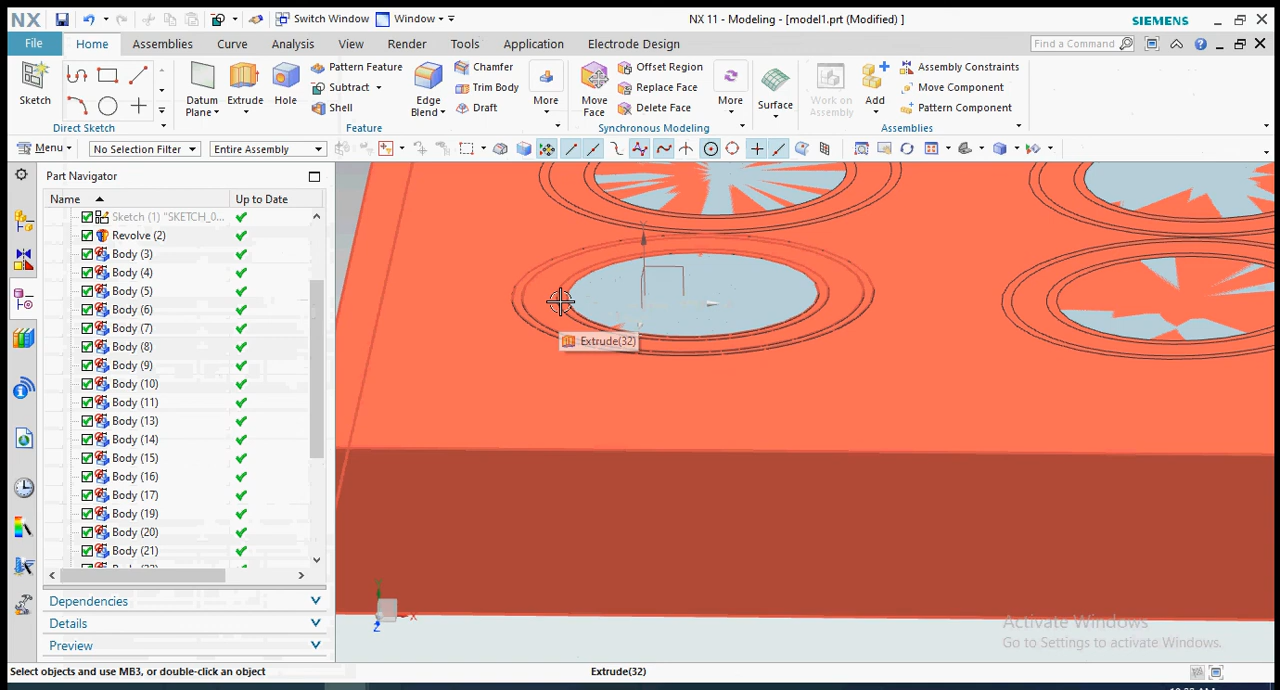 NX
Switch Window
Window
NX 11 - Modeling - [model1.prt (Modified) ]
SIEMENS
File
Home
Assemblies
Curve
Analysis
View
Render
Tools
Application
Electrode Design
Find a Command
Sketch
Direct Sketch
Datum Plane
Extrude
Hole
Pattern Feature
Subtract
Shell
Edge Blend
Chamfer
Trim Body
Draft
More
Feature
Move Face
Offset Region
Replace Face
Delete Face
More
Synchronous Modeling
Surface
Work on Assembly
Add
Assembly Constraints
Move Component
Pattern Component
Assemblies
Menu
No Selection Filter
Entire Assembly
Part Navigator
Name
Up to Date
Sketch (1) "SKETCH_0...
Revolve (2)
Body (3)
Body (4)
Body (5)
Body (6)
Body (7)
Body (8)
Body (9)
Body (10)
Body (11)
Body (13)
Body (14)
Body (15)
Body (16)
Body (17)
Body (19)
Body (20)
Body (21)
Dependencies
Details
Preview
Extrude(32)
Y
X
Z
Activate Windows
Go to Settings to activate Windows.
Select objects and use MB3, or double-click an object
Extrude(32)